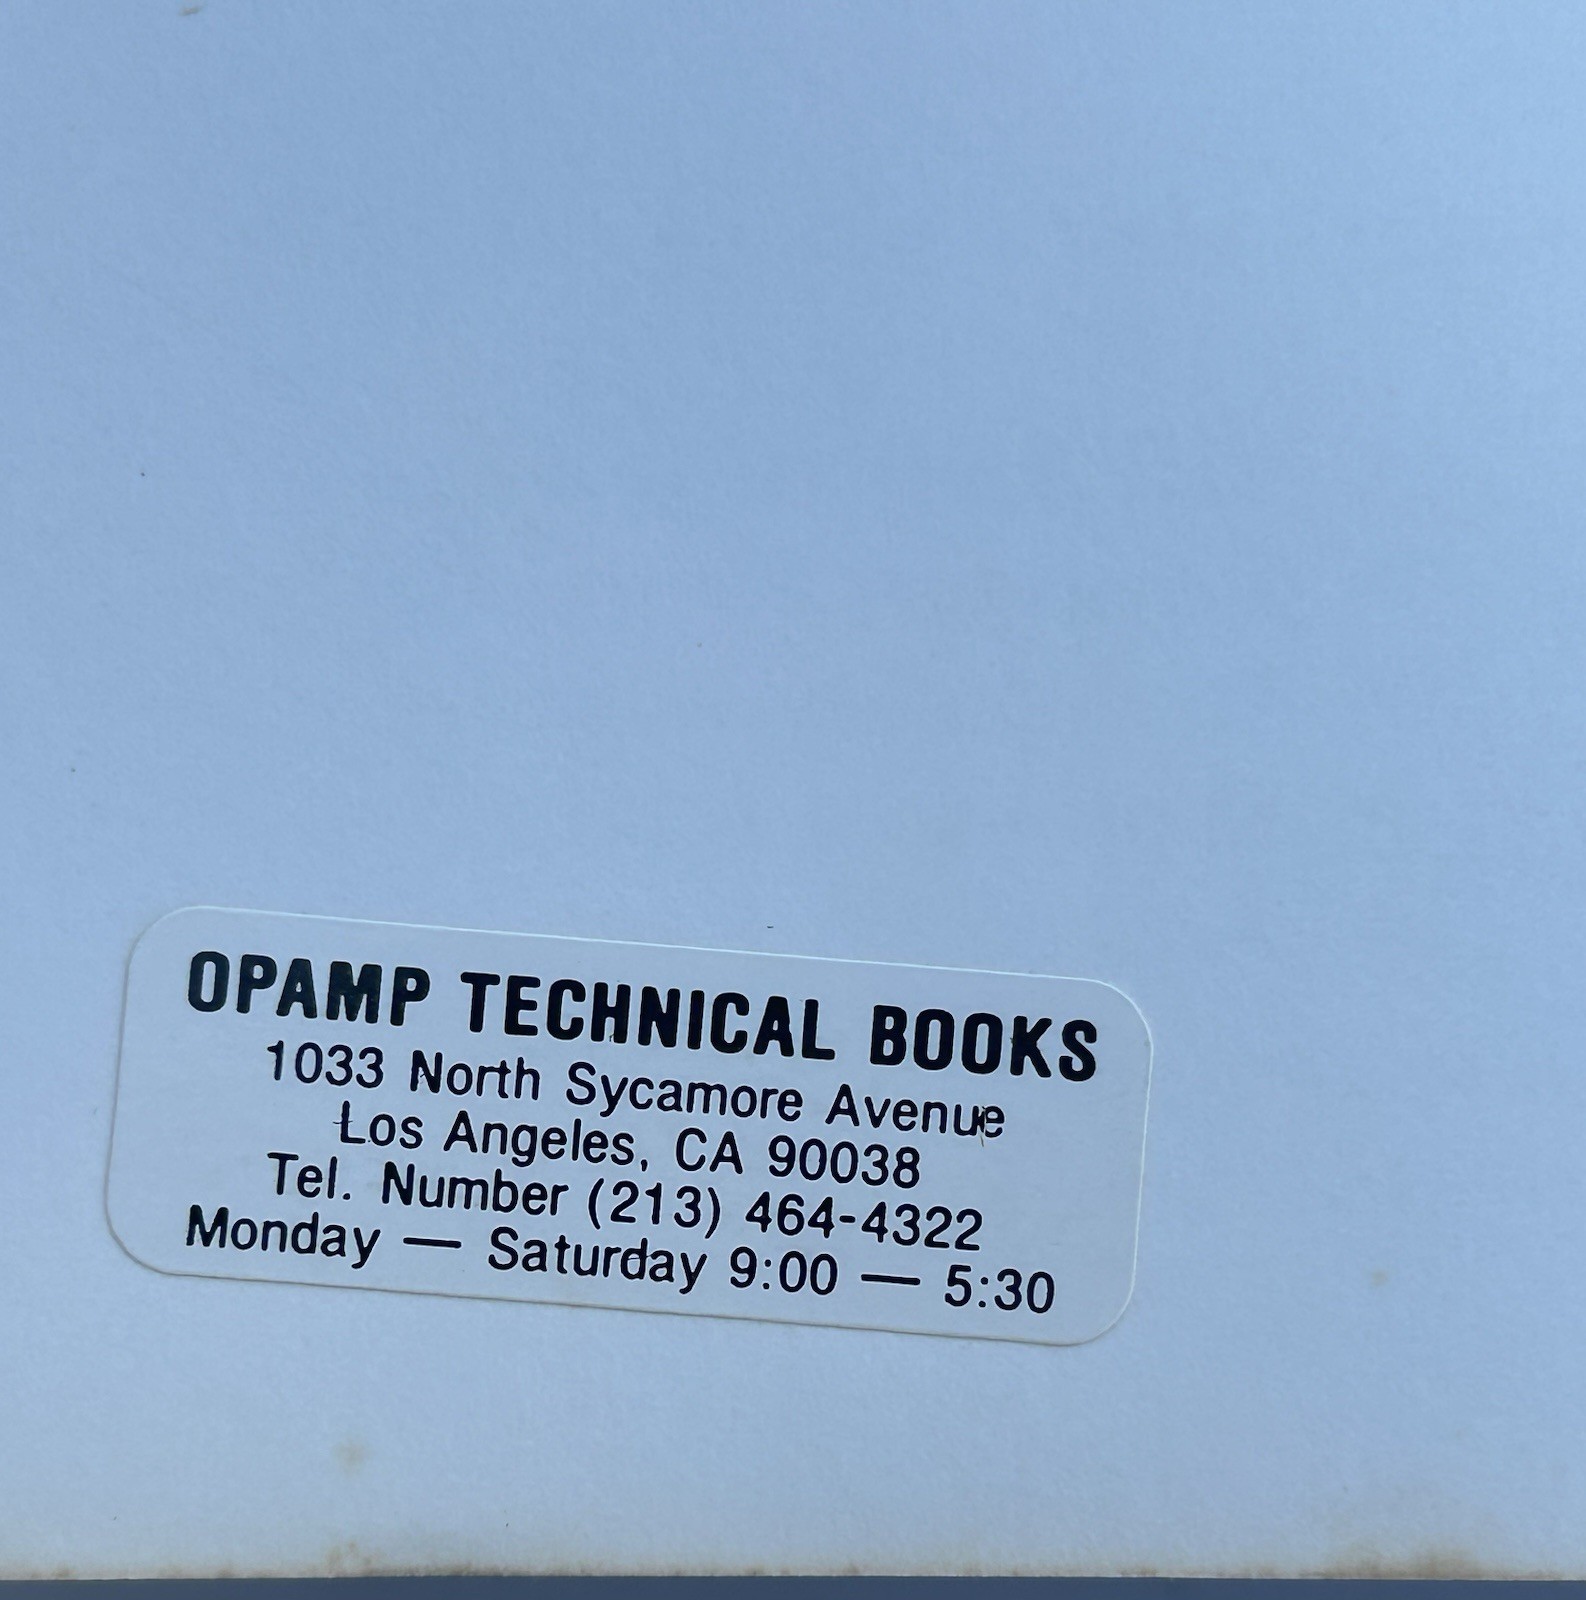 OPAMP TECHNICAL BOOKS
1033 North Sycamore Avenue
Los Angeles, CA 90038
Tel. Number (213) 464-4322
Monday — Saturday 9:00 — 5:30